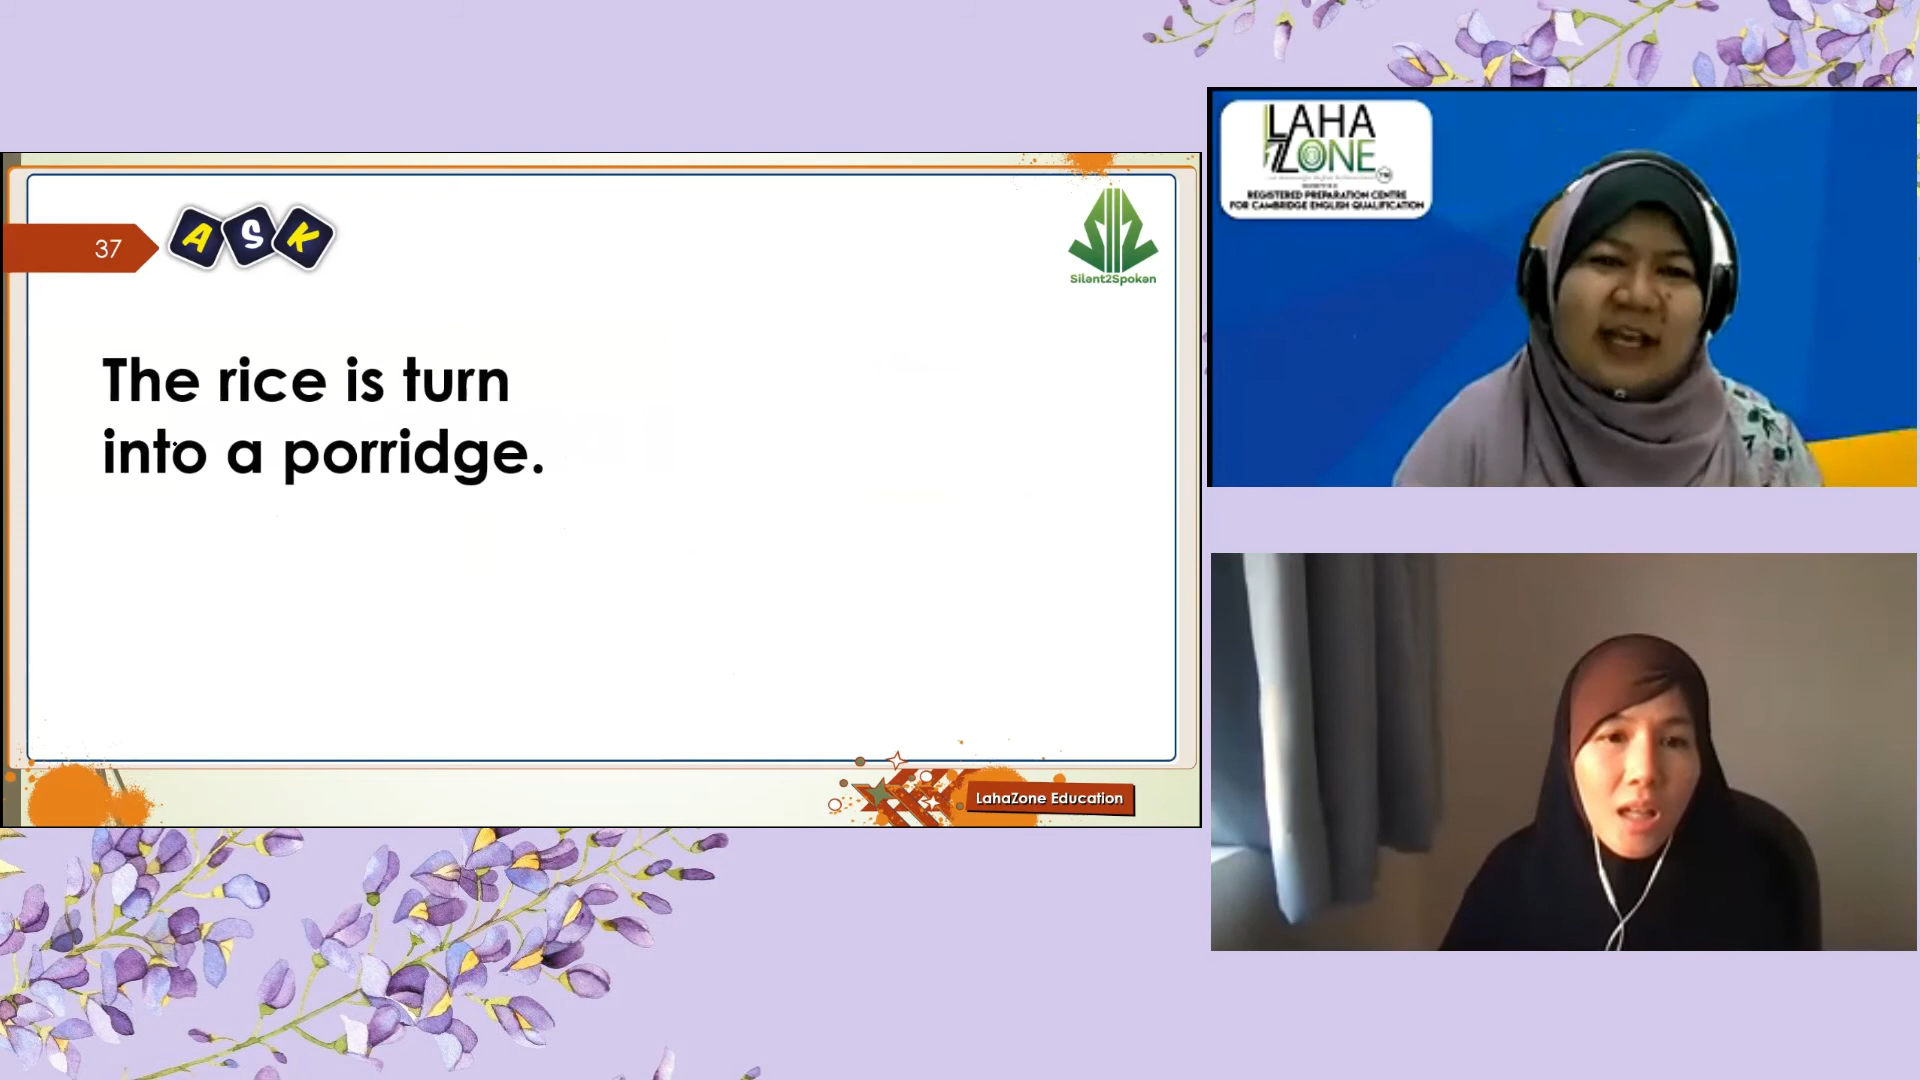 37
ASK
Silent2Spoken
The rice is turn
into a porridge.
LahaZone Education
LAHA
ZONE
REGISTERED PREPARATION CENTRE
FOR CAMBRIDGE ENGLISH QUALIFICATION